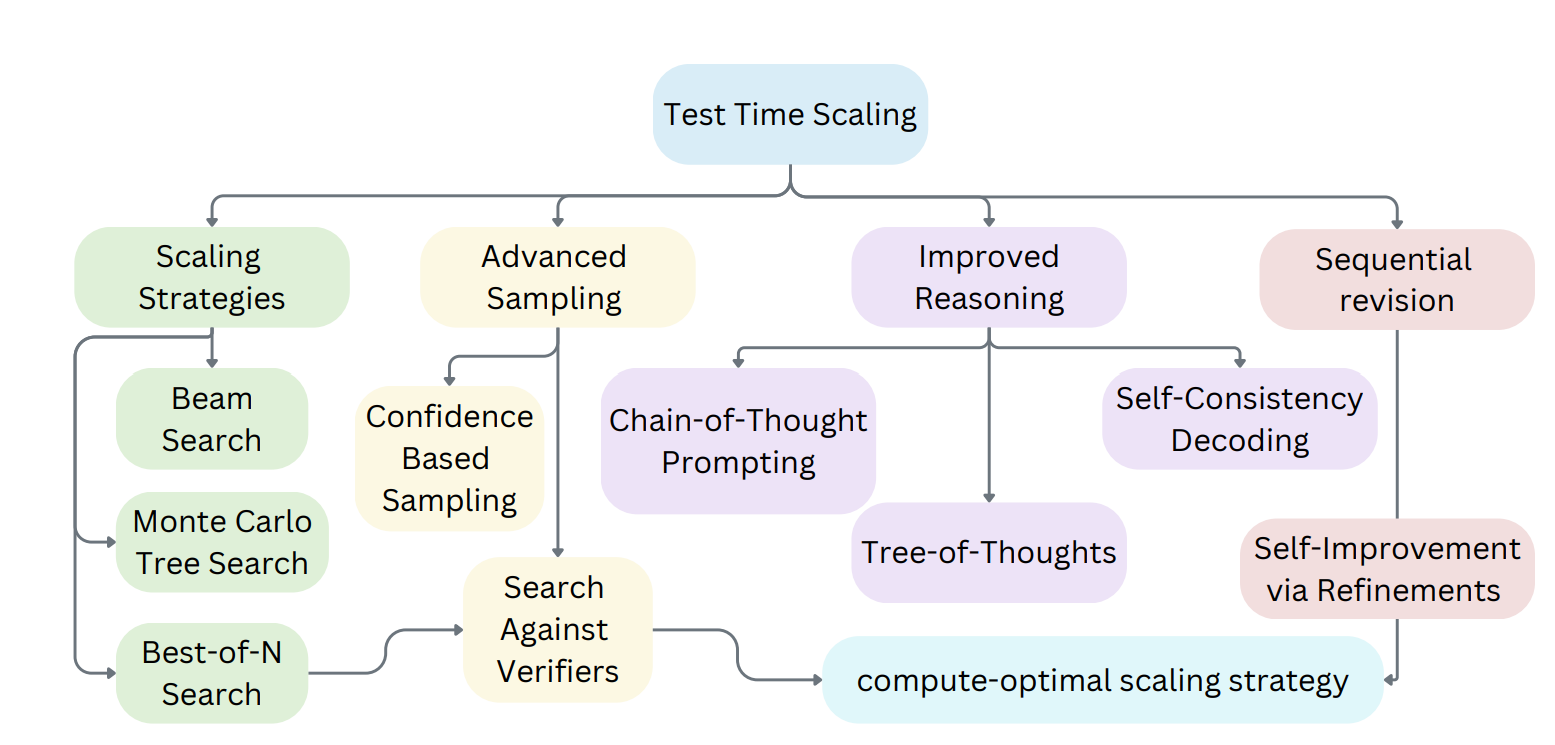 Test Time Scaling
Scaling
Strategies
Advanced
Sampling
Improved
Reasoning
Sequential
revision
Beam
Search
Confidence
Based
Sampling
Chain-of-Thought
Prompting
Self-Consistency
Decoding
Monte Carlo
Tree Search
Tree-of-Thoughts
Self-Improvement
via Refinements
Search
Against
Verifiers
Best-of-N
Search
compute-optimal scaling strategy